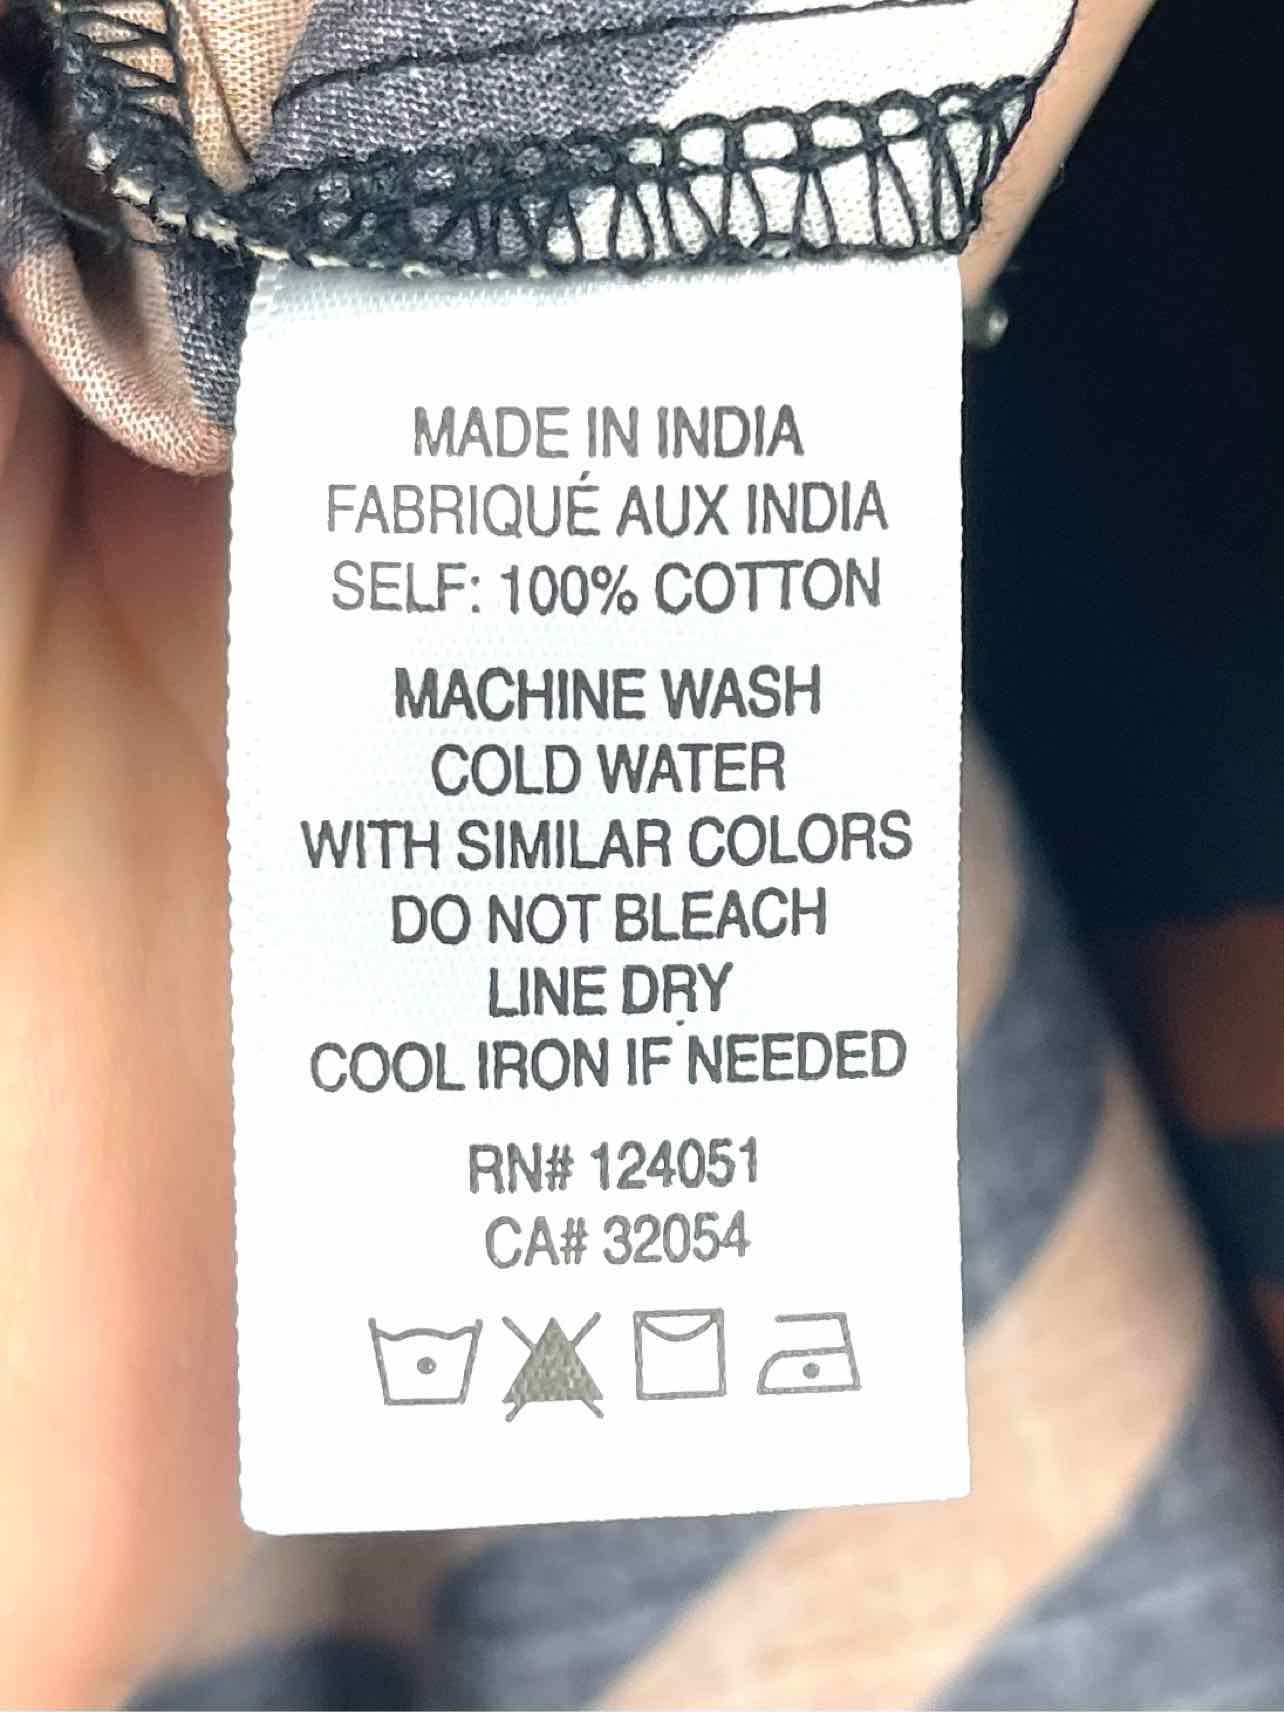 MADE IN INDIA
FABRIQUÉ AUX INDIA
SELF: 100% COTTON
MACHINE WASH
COLD WATER
WITH SIMILAR COLORS
DO NOT BLEACH
LINE DRY
COOL IRON IF NEEDED
RN# 124051
CA# 32054